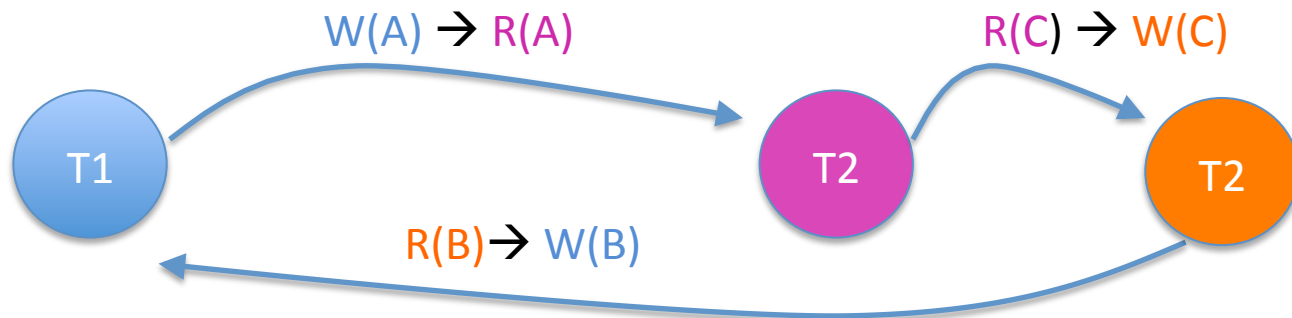 W(A) → R(A)
R(C) → W(C)
T1
T2
T2
R(B)→ W(B)